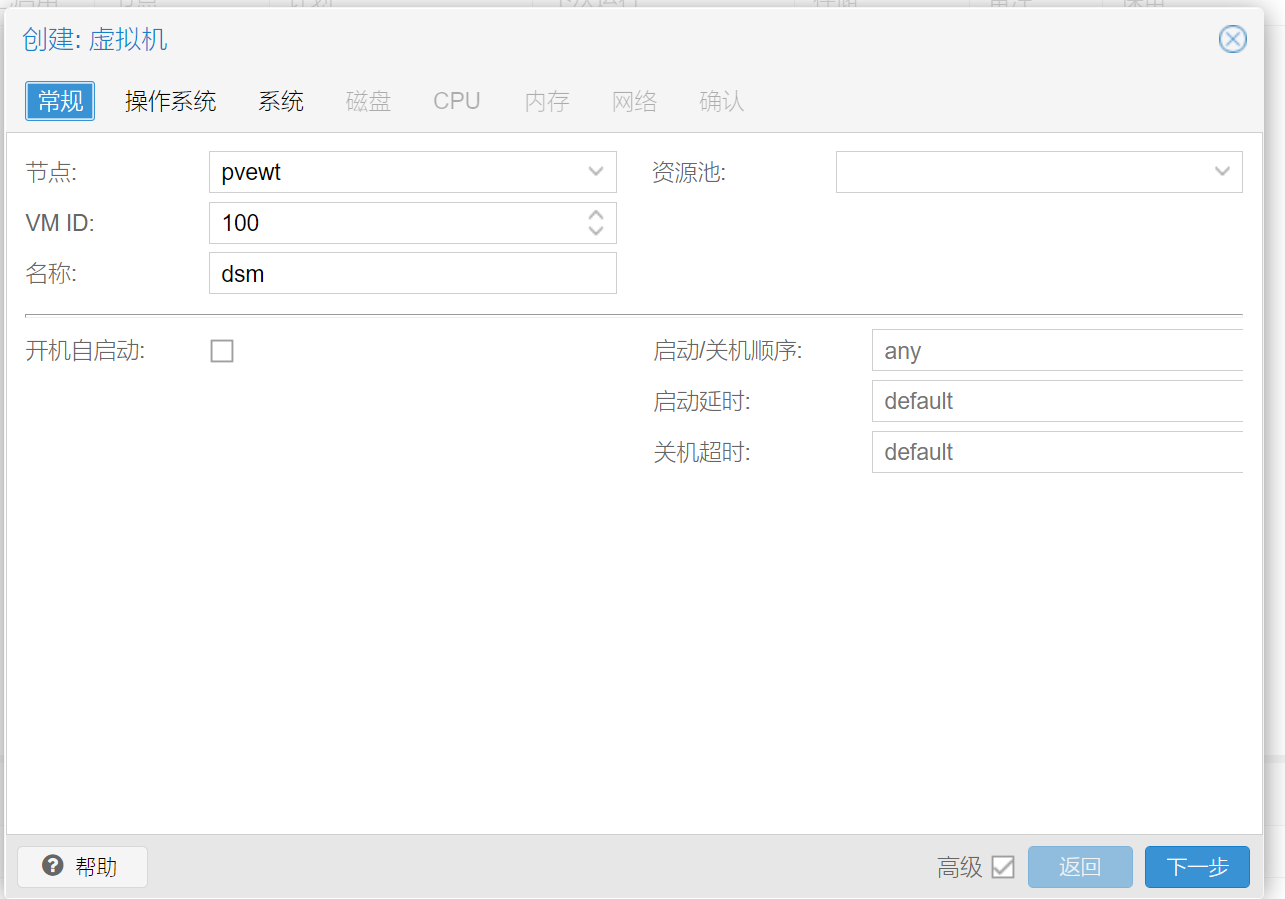 创建: 虚拟机
常规 操作系统 系统 磁盘 CPU 内存 网络 确认
节点: pvewt 资源池:
VM ID: 100
名称: dsm
开机自启动: 启动/关机顺序: any
启动延时: default
关机超时: default
帮助 高级 返回 下一步